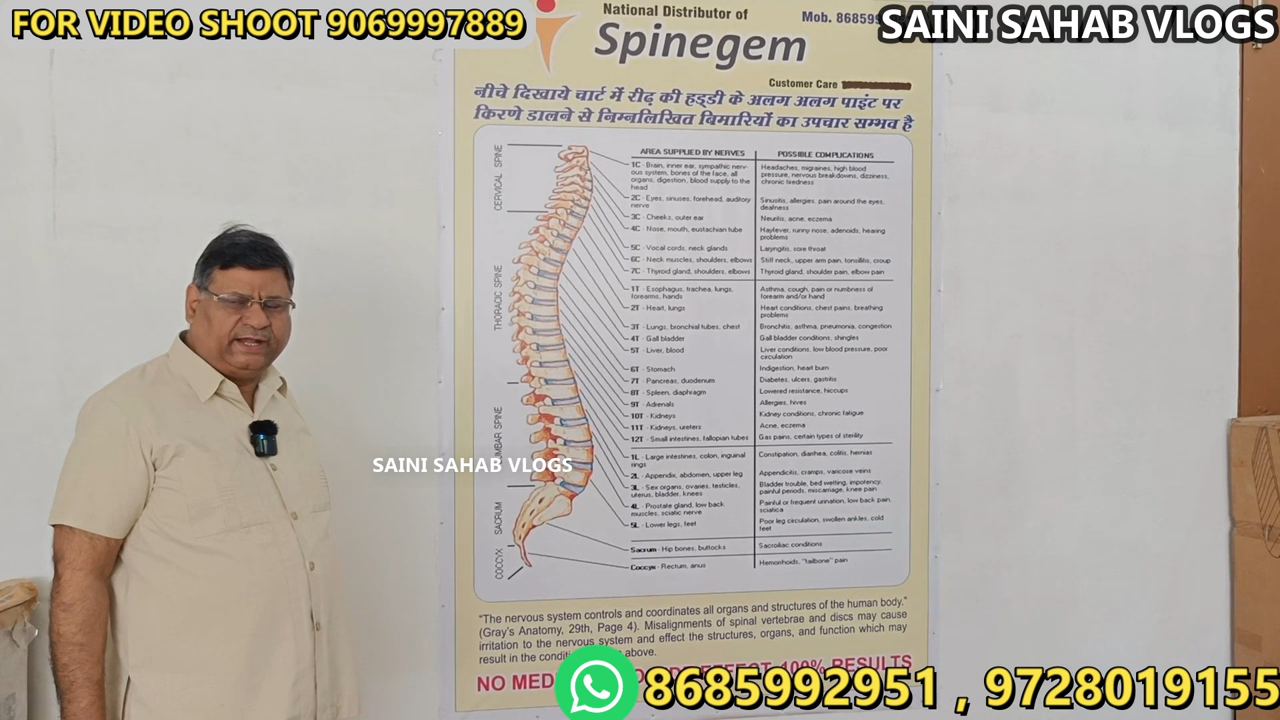 FOR VIDEO SHOOT 9069997889
SAINI SAHAB VLOGS
National Distributor of
Mob. 86859
Spinegem
Customer Care
नीचे दिखाये चार्ट में रीढ़ की हड्डी के अलग अलग पाइंट पर
किरणे डालने से निम्नलिखित बिमारियों का उपचार सम्भव है
CERVICAL SPINE
THORACIC SPINE
LUMBAR SPINE
SACRUM
COCCYX
AREA SUPPLIED BY NERVES
POSSIBLE COMPLICATIONS
1C - Brain, inner ear, sympathic nerv-
ous system, bones of the face, all
organs, digestion, blood supply to the
head
Headaches, migraines, high blood
pressure, nervous breakdowns, dizziness,
chronic tiredness
2C - Eyes, sinuses, forehead, auditory
nerve
Sinusitis, allergies, pain around the eyes,
deafness
3C - Cheeks, outer ear
Neuritis, acne, eczema
4C - Nose, mouth, eustachian tube
Hayfever, runny nose, adenoids, hearing
problems
5C - Vocal cords, neck glands
Laryngitis, sore throat
6C - Neck muscles, shoulders, elbows
Stiff neck, upper arm pain, tonsilitis, croup
7C - Thyroid gland, shoulders, elbows
Thyroid gland, shoulder pain, elbow pain
1T - Esophagus, trachea, lungs,
forearms, hands
Asthma, cough, pain or numbness of
forearm and/or hand
2T - Heart, lungs
Heart conditions, chest pains, breathing
problems
3T - Lungs, bronchial tubes, chest
Bronchitis, asthma, pneumonia, congestion
4T - Gall bladder
Gall bladder conditions, shingles
5T - Liver, blood
Liver conditions, low blood pressure, poor
circulation
6T - Stomach
Indigestion, heart burn
7T - Pancreas, duodenum
Diabetes, ulcers, gastritis
8T - Spleen, diaphragm
Lowered resistance, hiccups
9T - Adrenals
Allergies, hives
10T - Kidneys
Kidney conditions, chronic fatigue
11T - Kidneys, ureters
Acne, eczema
12T - Small intestines, fallopian tubes
Gas pains, certain types of sterility
1L - Large intestines, colon, inguinal
rings
Constipation, diarrhea, colitis, hernias
2L - Appendix, abdomen, upper leg
Appendicitis, cramps, varicose veins
3L - Sex organs, ovaries, testicles,
uterus, bladder, knees
Bladder trouble, bed wetting, impotency,
painful periods, miscarriage, knee pain
4L - Prostate gland, low back
muscles, sciatic nerve
Painful or frequent urination, low back pain,
sciatica
5L - Lower legs, feet
Poor leg circulation, swollen ankles, cold
feet
Sacrum - Hip bones, buttocks
Sacroiliac conditions
Coccyx - Rectum, anus
Hemorrhoids, "tailbone" pain
SAINI SAHAB VLOGS
"The nervous system controls and coordinates all organs and structures of the human body."
(Gray's Anatomy, 29th, Page 4). Misalignments of spinal vertebrae and discs may cause
irritation to the nervous system and effect the structures, organs, and function which may
result in the above.
NO EFFECT 100% RESULTS
8685992951 , 9728019155